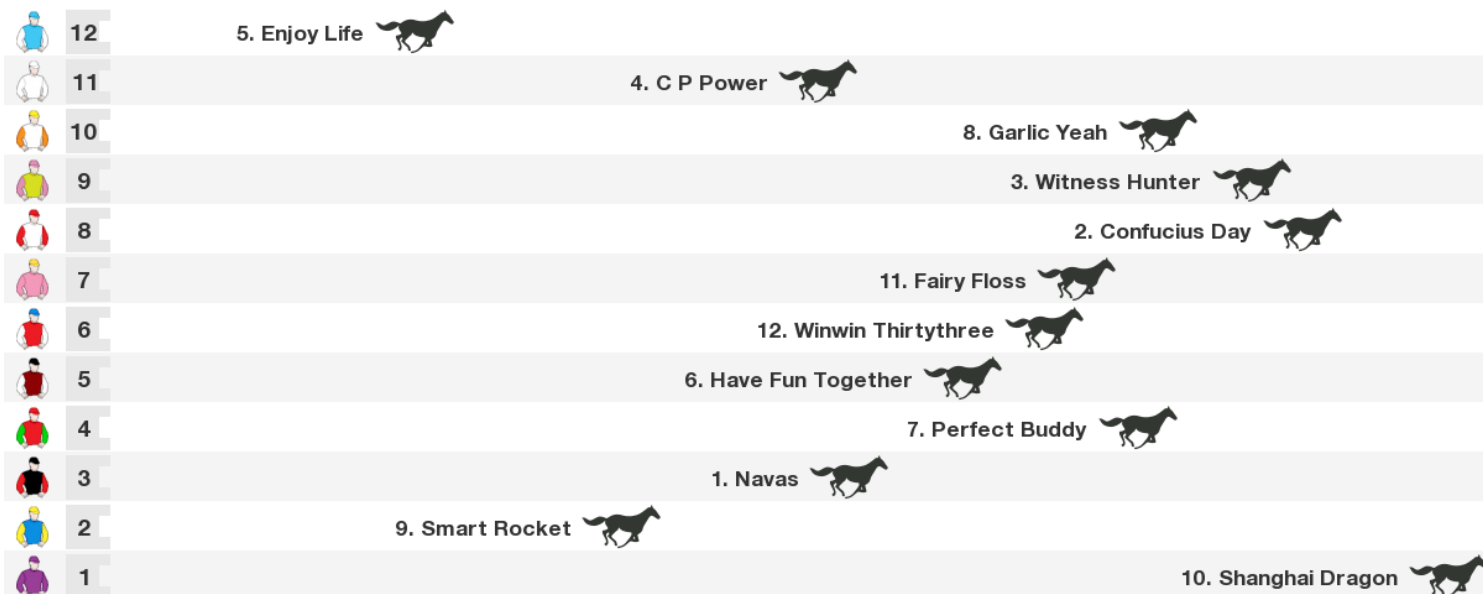 12 5. Enjoy Life
11 4. C P Power
10 8. Garlic Yeah
9 3. Witness Hunter
8 2. Confucius Day
7 11. Fairy Floss
6 12. Winwin Thirtythree
5 6. Have Fun Together
4 7. Perfect Buddy
3 1. Navas
2 9. Smart Rocket
1 10. Shanghai Dragon